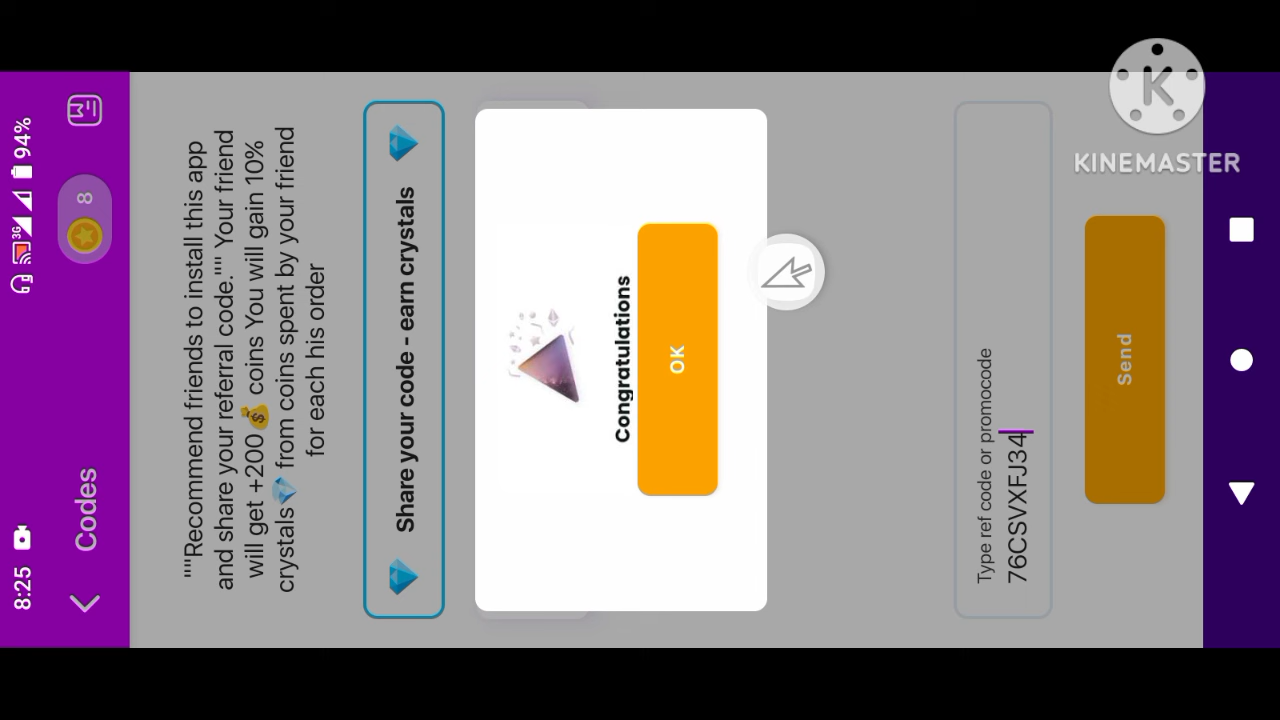 8:25
3G
94%
Codes
8
""Recommend friends to install this app
and share your referral code."" Your friend
will get +200💰 coins You will gain 10%
crystals💎 from coins spent by your friend
for each his order
💎 Share your code - earn crystals 💎
Congratulations
OK
Type ref code or promocode
76CSVXFJ34
Send
K
KINEMASTER